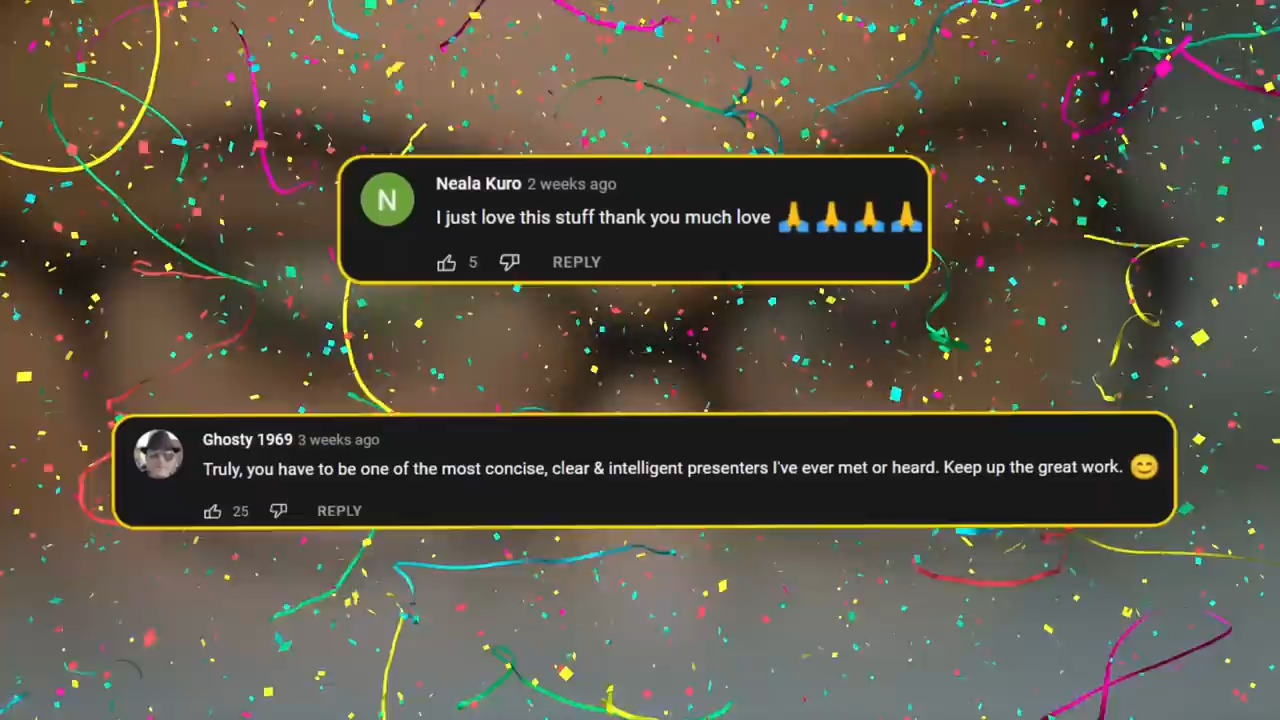 N
Neala Kuro 2 weeks ago
I just love this stuff thank you much love 🙏 🙏 🙏 🙏
5 REPLY
Ghosty 1969 3 weeks ago
Truly, you have to be one of the most concise, clear & intelligent presenters I've ever met or heard. Keep up the great work. 😊
25 REPLY